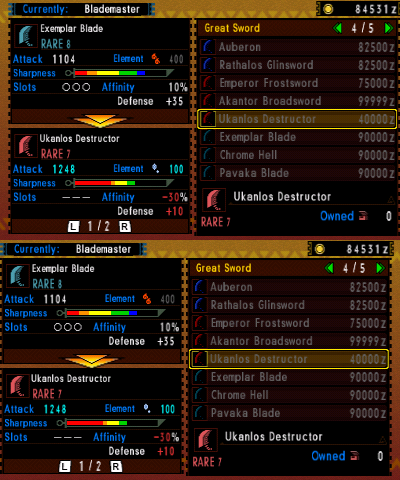 Currently: Blademaster
84531z
Exemplar Blade
RARE 8
Attack 1104 Element 400
Sharpness
Slots ○○○ Affinity 10%
Defense +35
Ukanlos Destructor
RARE 7
Attack 1248 Element 100
Sharpness
Slots --- Affinity -30%
Defense +10
L 1/2 R
Great Sword 4/5
Auberon 82500z
Rathalos Glinsword 82500z
Emperor Frostsword 75000z
Akantor Broadsword 99999z
Ukanlos Destructor 40000z
Exemplar Blade 90000z
Chrome Hell 90000z
Pavaka Blade 90000z
Ukanlos Destructor
RARE 7
Owned 0
Currently: Blademaster
84531z
Exemplar Blade
RARE 8
Attack 1104 Element 400
Sharpness
Slots ○○○ Affinity 10%
Defense +35
Ukanlos Destructor
RARE 7
Attack 1248 Element 100
Sharpness
Slots --- Affinity -30%
Defense +10
L 1/2 R
Great Sword 4/5
Auberon 82500z
Rathalos Glinsword 82500z
Emperor Frostsword 75000z
Akantor Broadsword 99999z
Ukanlos Destructor 40000z
Exemplar Blade 90000z
Chrome Hell 90000z
Pavaka Blade 90000z
Ukanlos Destructor
RARE 7
Owned 0